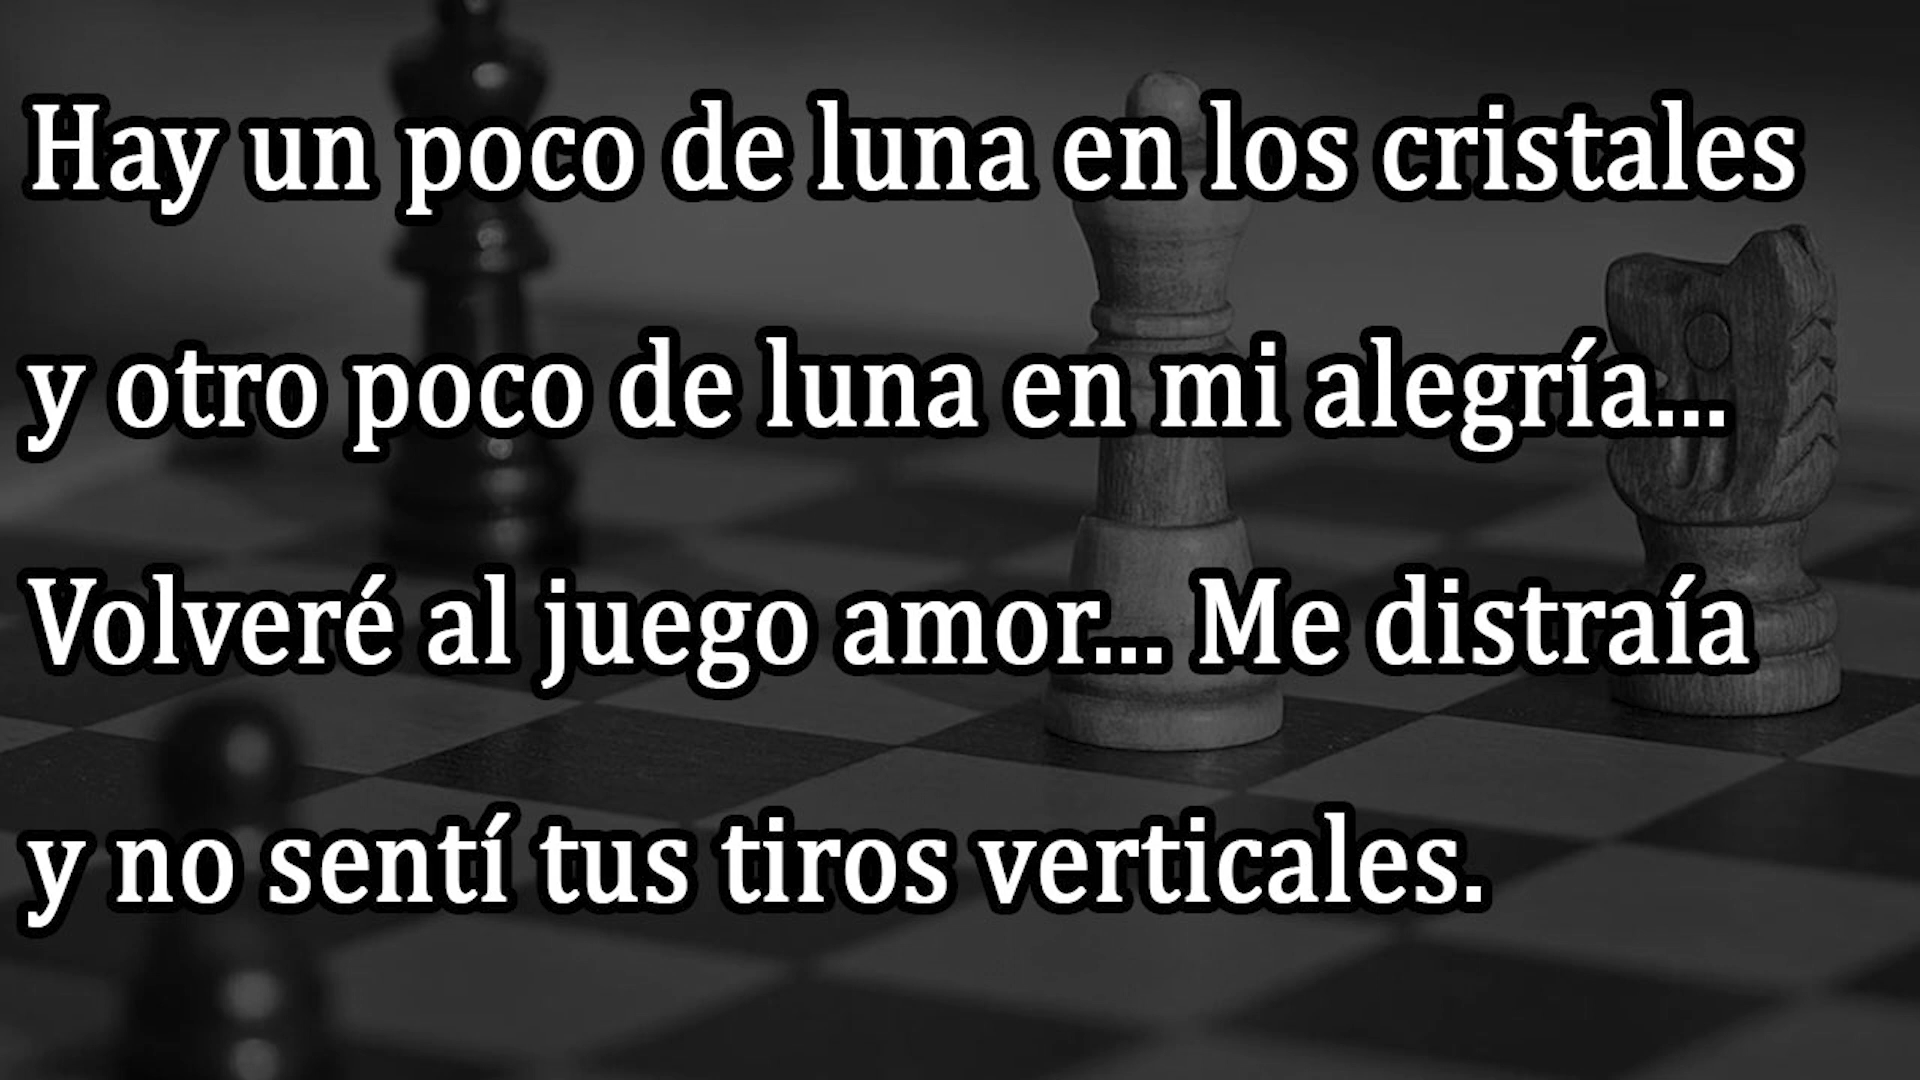 Hay un poco de luna en los cristales
y otro poco de luna en mi alegría...
Volveré al juego amor... Me distraía
y no sentí tus tiros verticales.